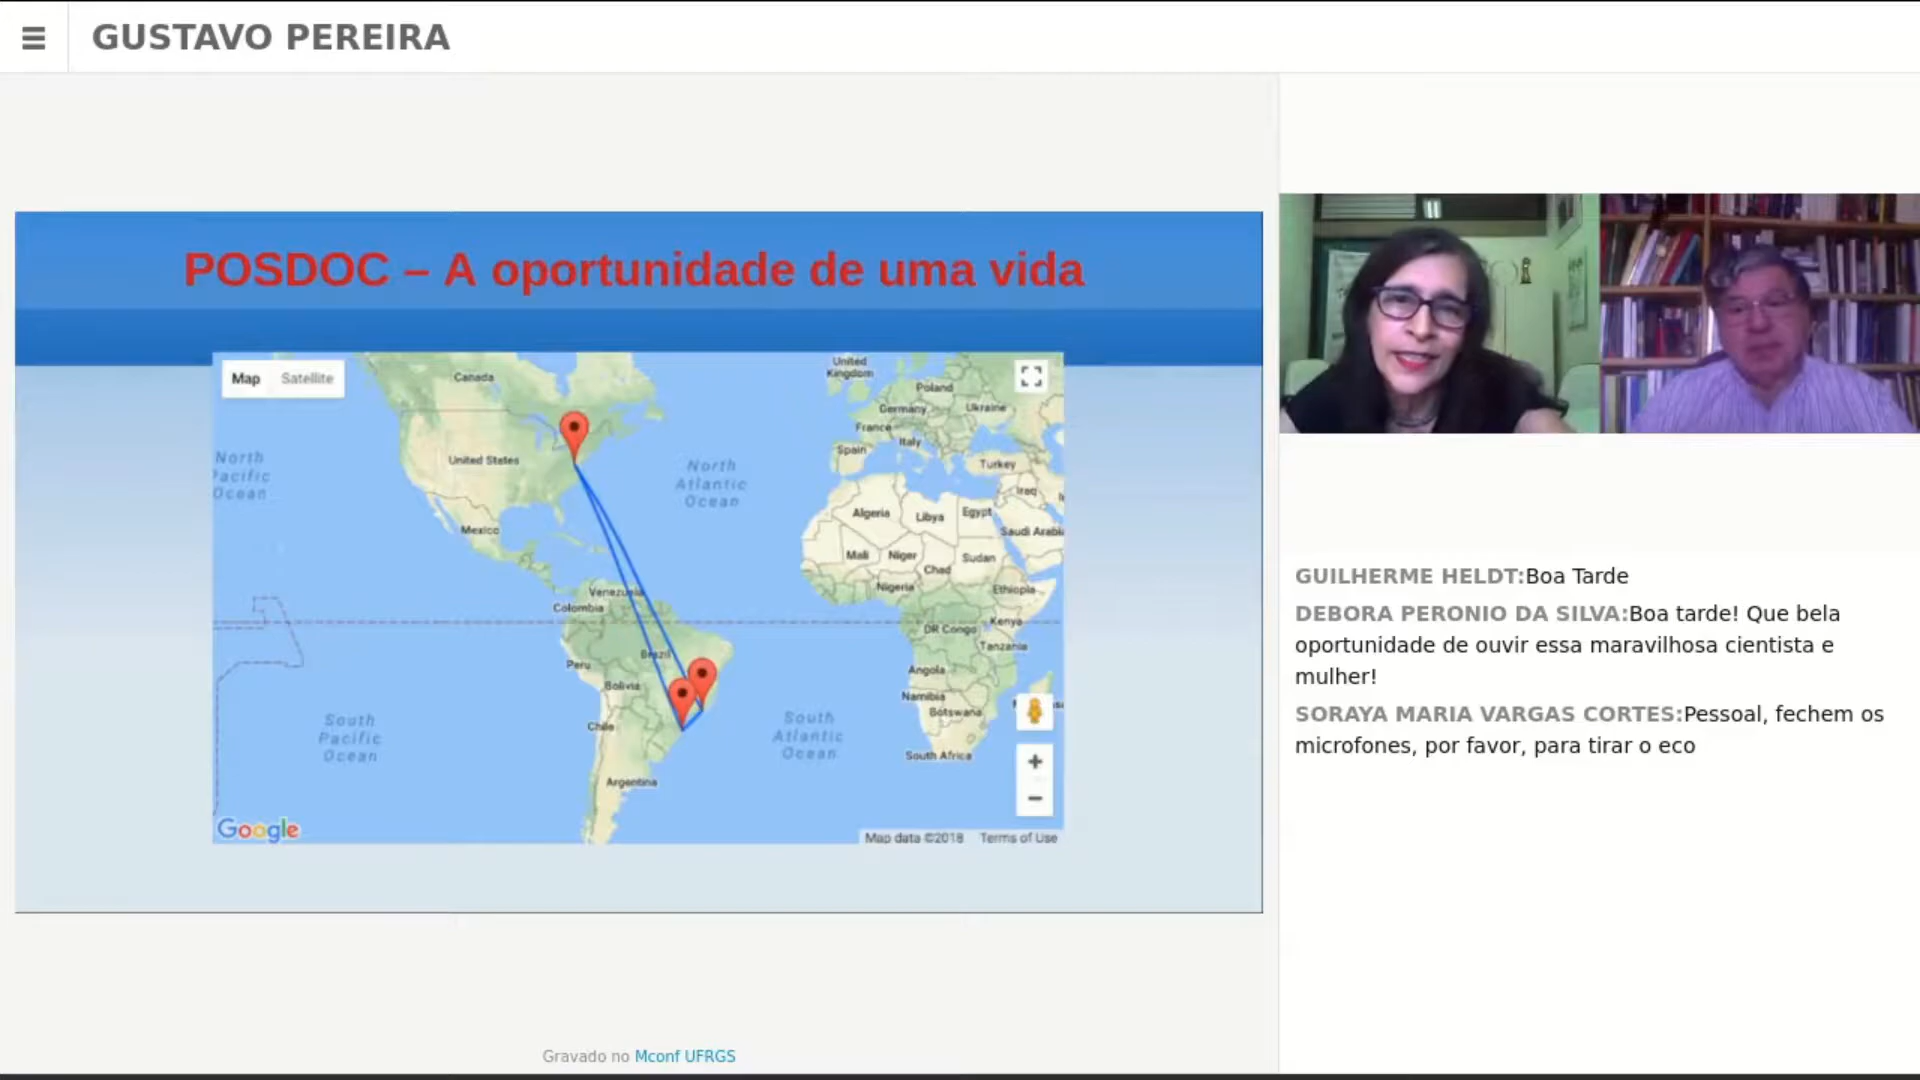 GUSTAVO PEREIRA
POSDOC – A oportunidade de uma vida
Map Satellite
Canada
United
Kingdom
Poland
Germany
Ukraine
France
Italy
Spain
Turkey
United States
North
Pacific
Ocean
North
Atlantic
Ocean
Iraq
Algeria
Libya
Egypt
Saudi Arabi
Mexico
Mali
Niger
Sudan
Chad
Nigeria
Ethiopia
Venezuela
Colombia
Kenya
DR Congo
Tanzania
Brazil
Peru
Angola
Bolivia
Namibia
Botswana
South
Pacific
Ocean
Chile
South
Atlantic
Ocean
South Africa
Argentina
Google
Map data ©2018 Terms of Use
GUILHERME HELDT:Boa Tarde
DEBORA PERONIO DA SILVA:Boa tarde! Que bela
oportunidade de ouvir essa maravilhosa cientista e
mulher!
SORAYA MARIA VARGAS CORTES:Pessoal, fechem os
microfones, por favor, para tirar o eco
Gravado no Mconf UFRGS